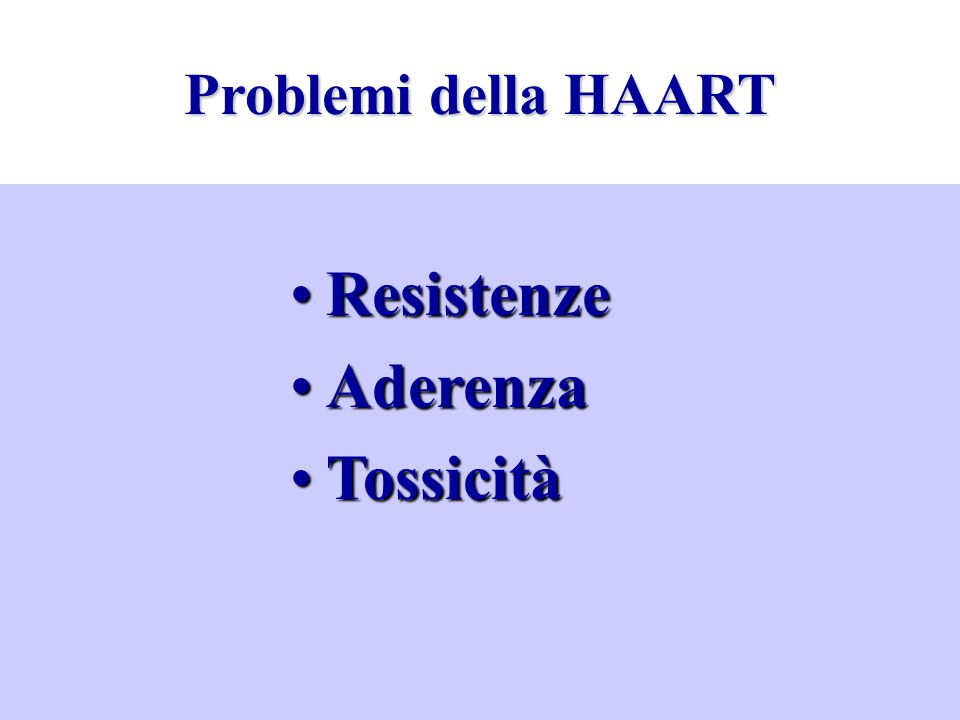 Problemi della HAART
• Resistenze
• Aderenza
• Tossicità